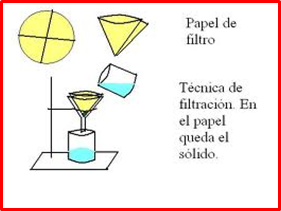 Papel de
filtro
Técnica de
filtración. En
el papel
queda el
sólido.